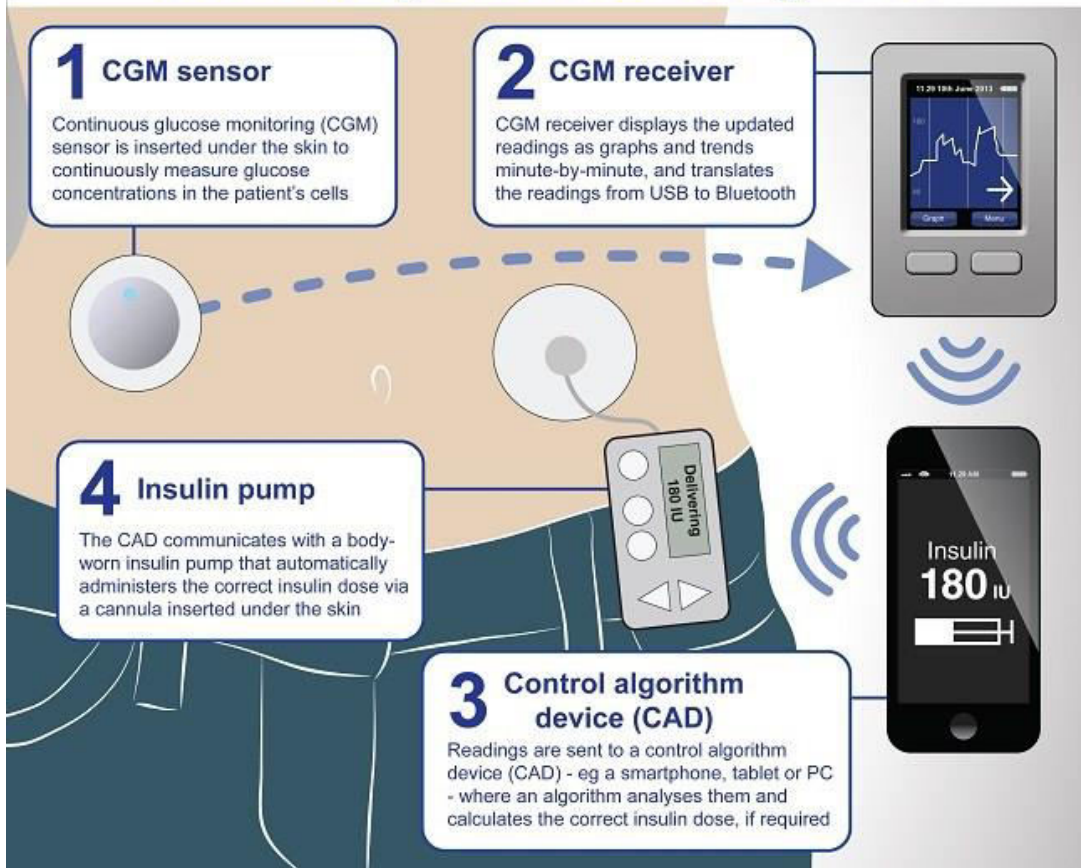 1 CGM sensor
Continuous glucose monitoring (CGM)
sensor is inserted under the skin to
continuously measure glucose
concentrations in the patient's cells
2 CGM receiver
CGM receiver displays the updated
readings as graphs and trends
minute-by-minute, and translates
the readings from USB to Bluetooth
11.29 10th June 2013
180
Graph Menu
4 Insulin pump
The CAD communicates with a body-
worn insulin pump that automatically
administers the correct insulin dose via
a cannula inserted under the skin
Delivering
180 IU
11.29 AM
Insulin
180 IU
3 Control algorithm
device (CAD)
Readings are sent to a control algorithm
device (CAD) - eg a smartphone, tablet or PC
- where an algorithm analyses them and
calculates the correct insulin dose, if required